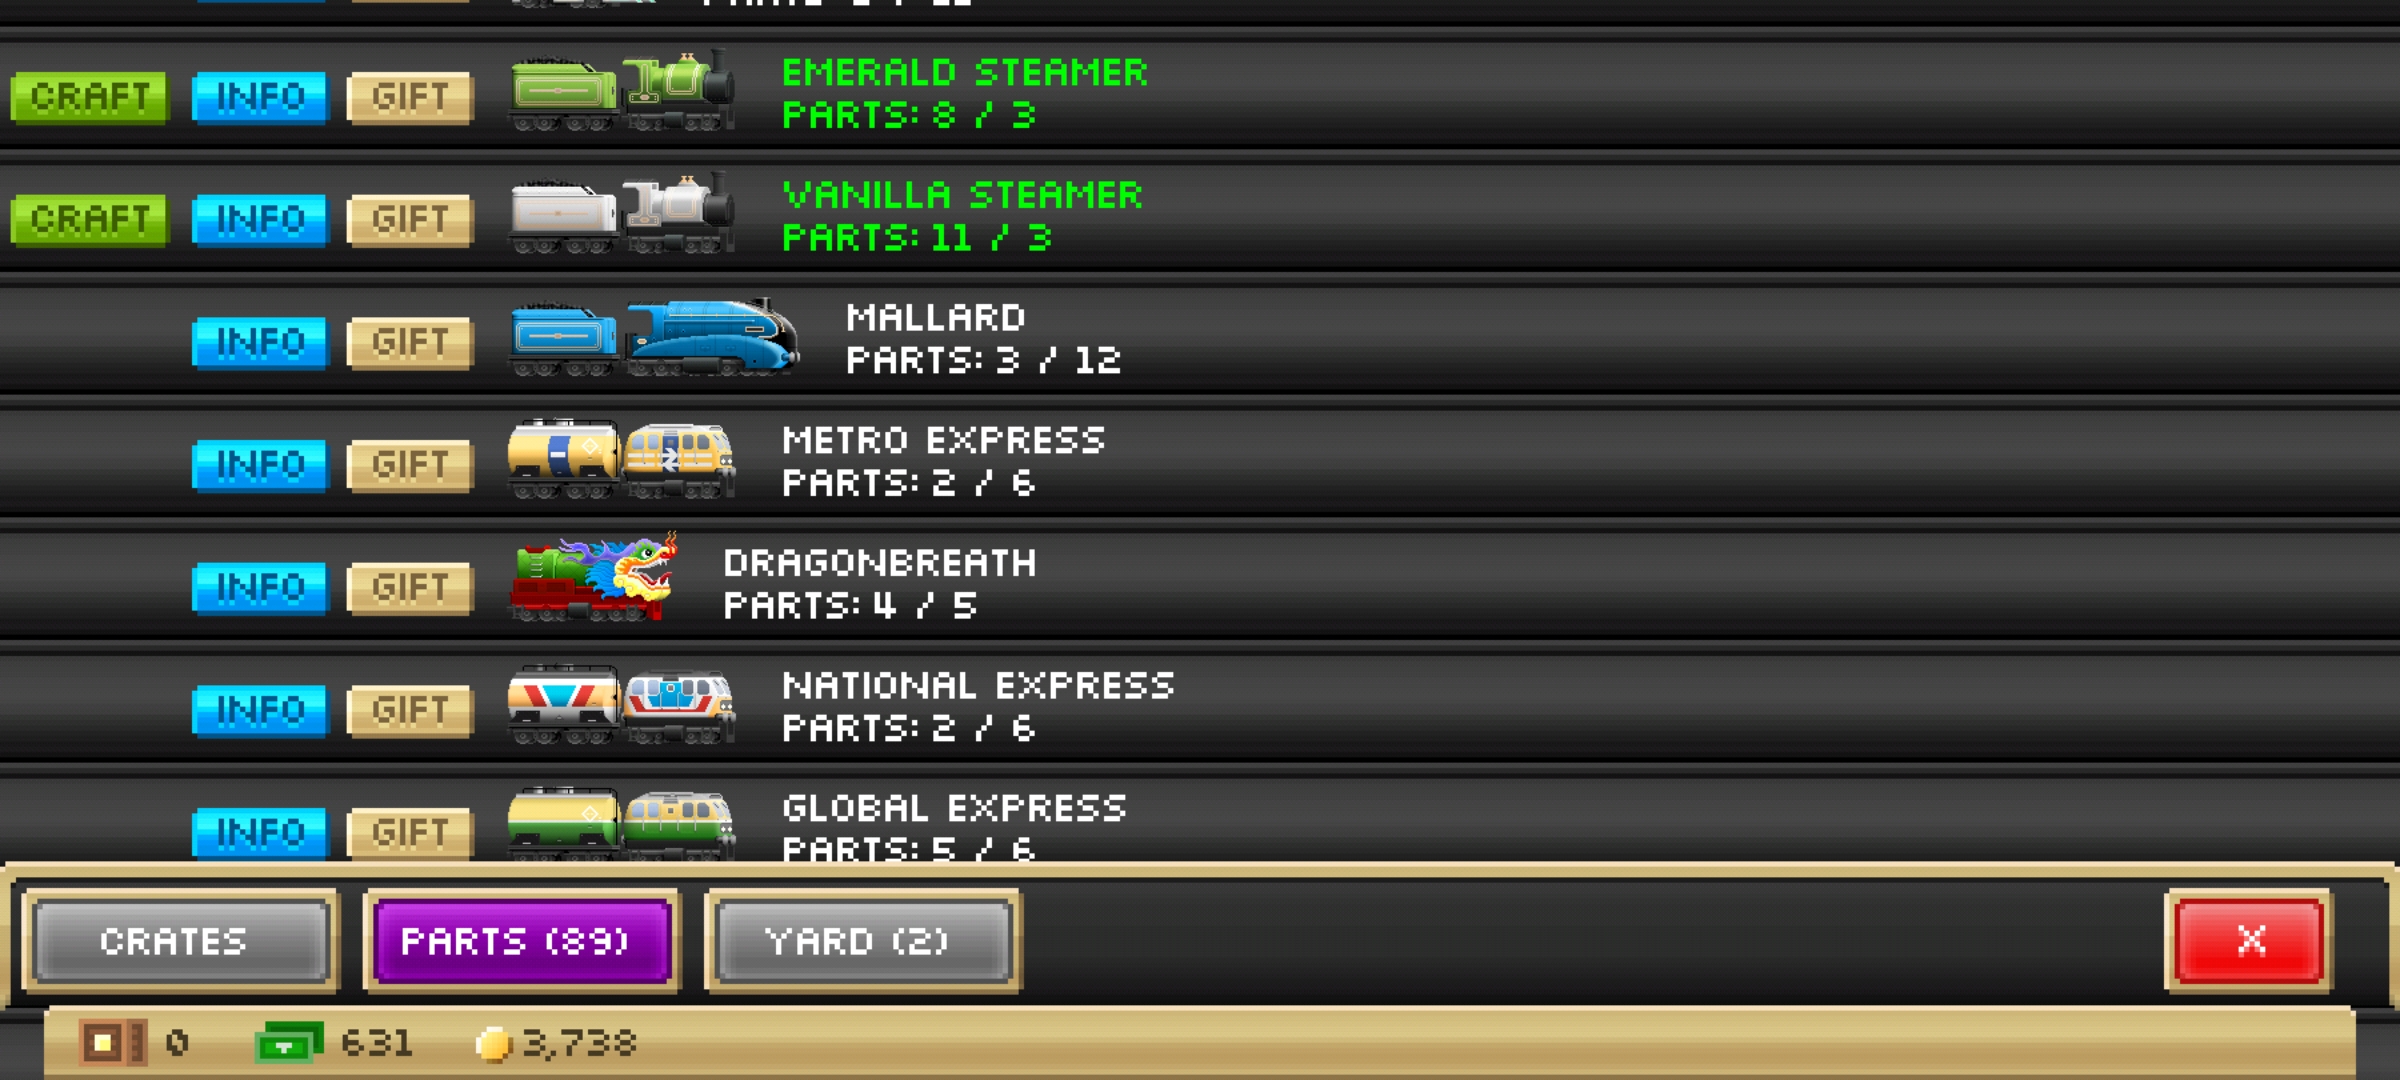 CRAFT INFO GIFT EMERALD STEAMER
PARTS: 8 / 3
CRAFT INFO GIFT VANILLA STEAMER
PARTS: 11 / 3
INFO GIFT MALLARD
PARTS: 3 / 12
INFO GIFT METRO EXPRESS
PARTS: 2 / 6
INFO GIFT DRAGONBREATH
PARTS: 4 / 5
INFO GIFT NATIONAL EXPRESS
PARTS: 2 / 6
INFO GIFT GLOBAL EXPRESS
PARTS: 5 / 6
CRATES PARTS (89) YARD (2) X
0 631 3,738